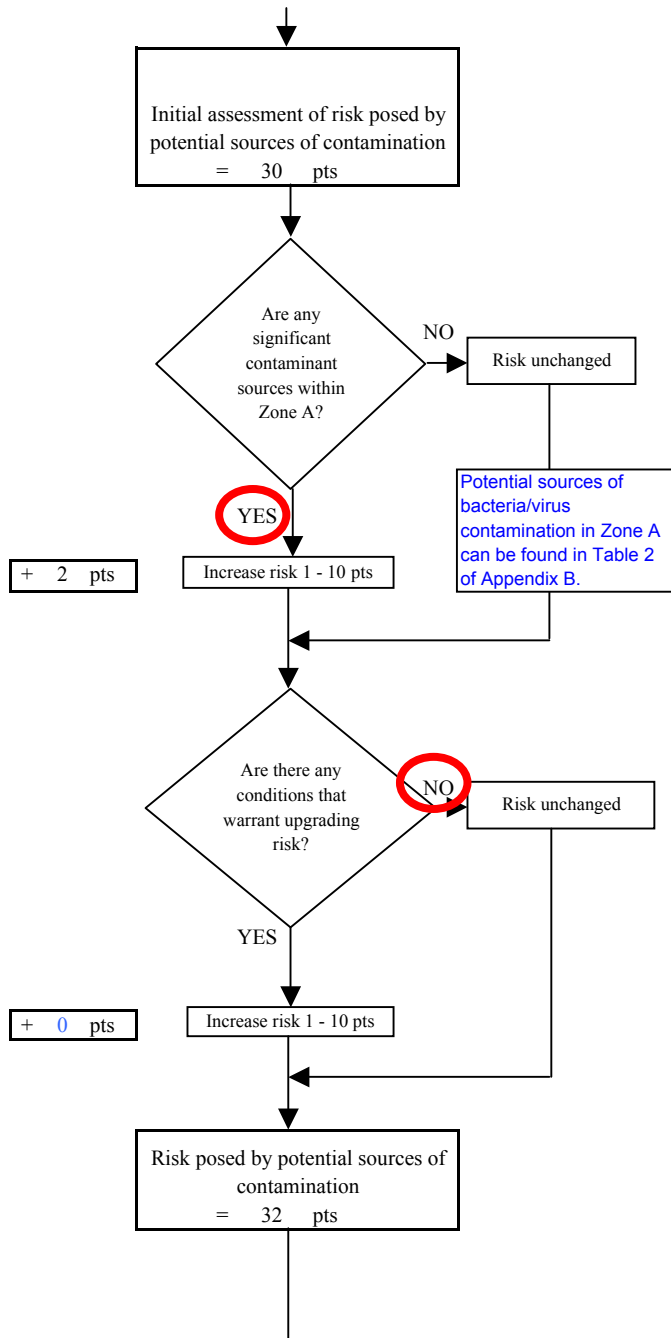 Initial assessment of risk posed by
potential sources of contamination
= 30 pts
Are any
significant
contaminant
sources within
Zone A?
NO
Risk unchanged
Potential sources of
bacteria/virus
contamination in Zone A
can be found in Table 2
of Appendix B.
YES
+ 2 pts
Increase risk 1 - 10 pts
Are there any
conditions that
warrant upgrading
risk?
NO
Risk unchanged
YES
+ 0 pts
Increase risk 1 - 10 pts
Risk posed by potential sources of
contamination
= 32 pts